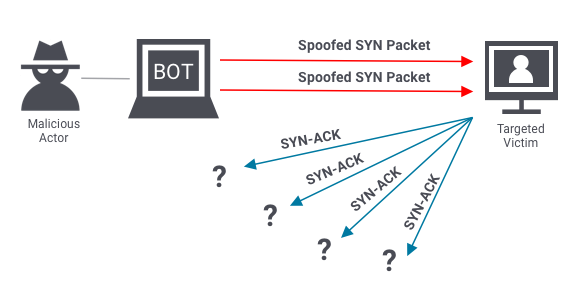 Spoofed SYN Packet
BOT
Spoofed SYN Packet
Malicious
Actor
Targeted
Victim
SYN-ACK
?
SYN-ACK
?
SYN-ACK
?
SYN-ACK
?